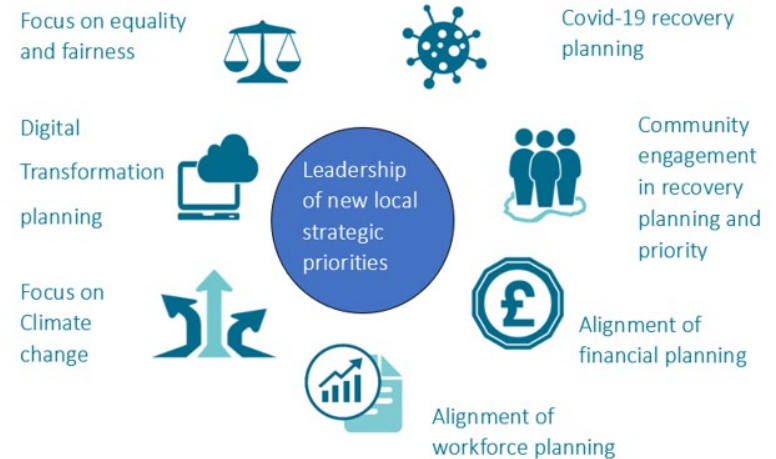 Focus on equality
and fairness
Covid-19 recovery
planning
Digital
Transformation
planning
Leadership
of new local
strategic
priorities
Community
engagement
in recovery
planning and
priority
Focus on
Climate
change
£
Alignment of
financial planning
Alignment of
workforce planning